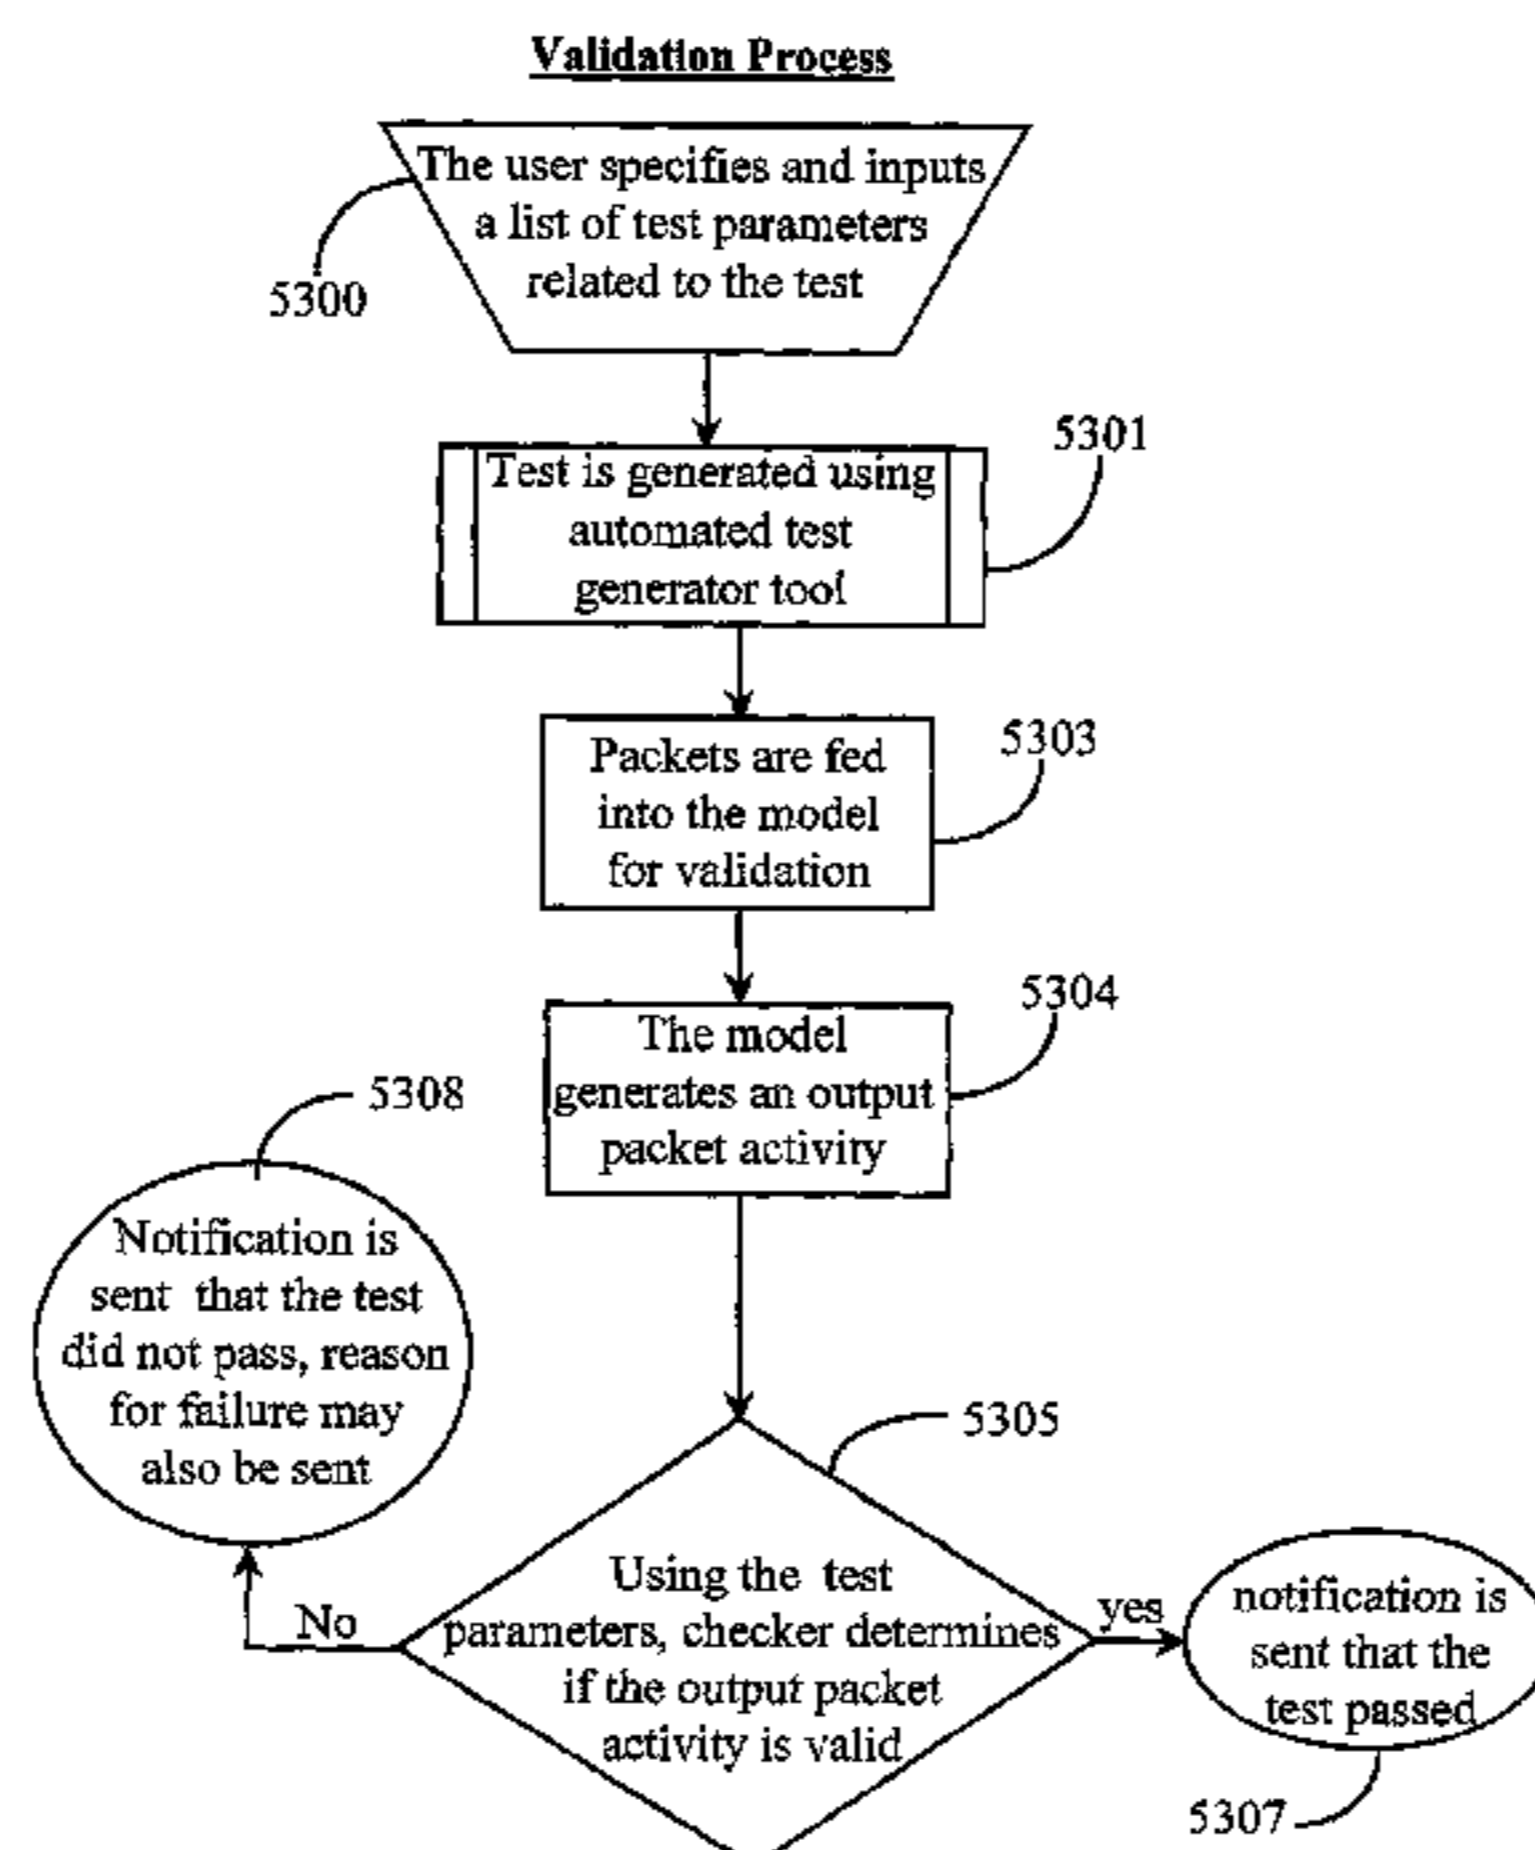 Validation Process
The user specifies and inputs
a list of test parameters
related to the test
5300
5301
Test is generated using
automated test
generator tool
5303
Packets are fed
into the model
for validation
5304
The model
generates an output
packet activity
5308
Notification is
sent that the test
did not pass, reason
for failure may
also be sent
5305
Using the test
parameters, checker determines
if the output packet
activity is valid
No
yes
notification is
sent that the
test passed
5307